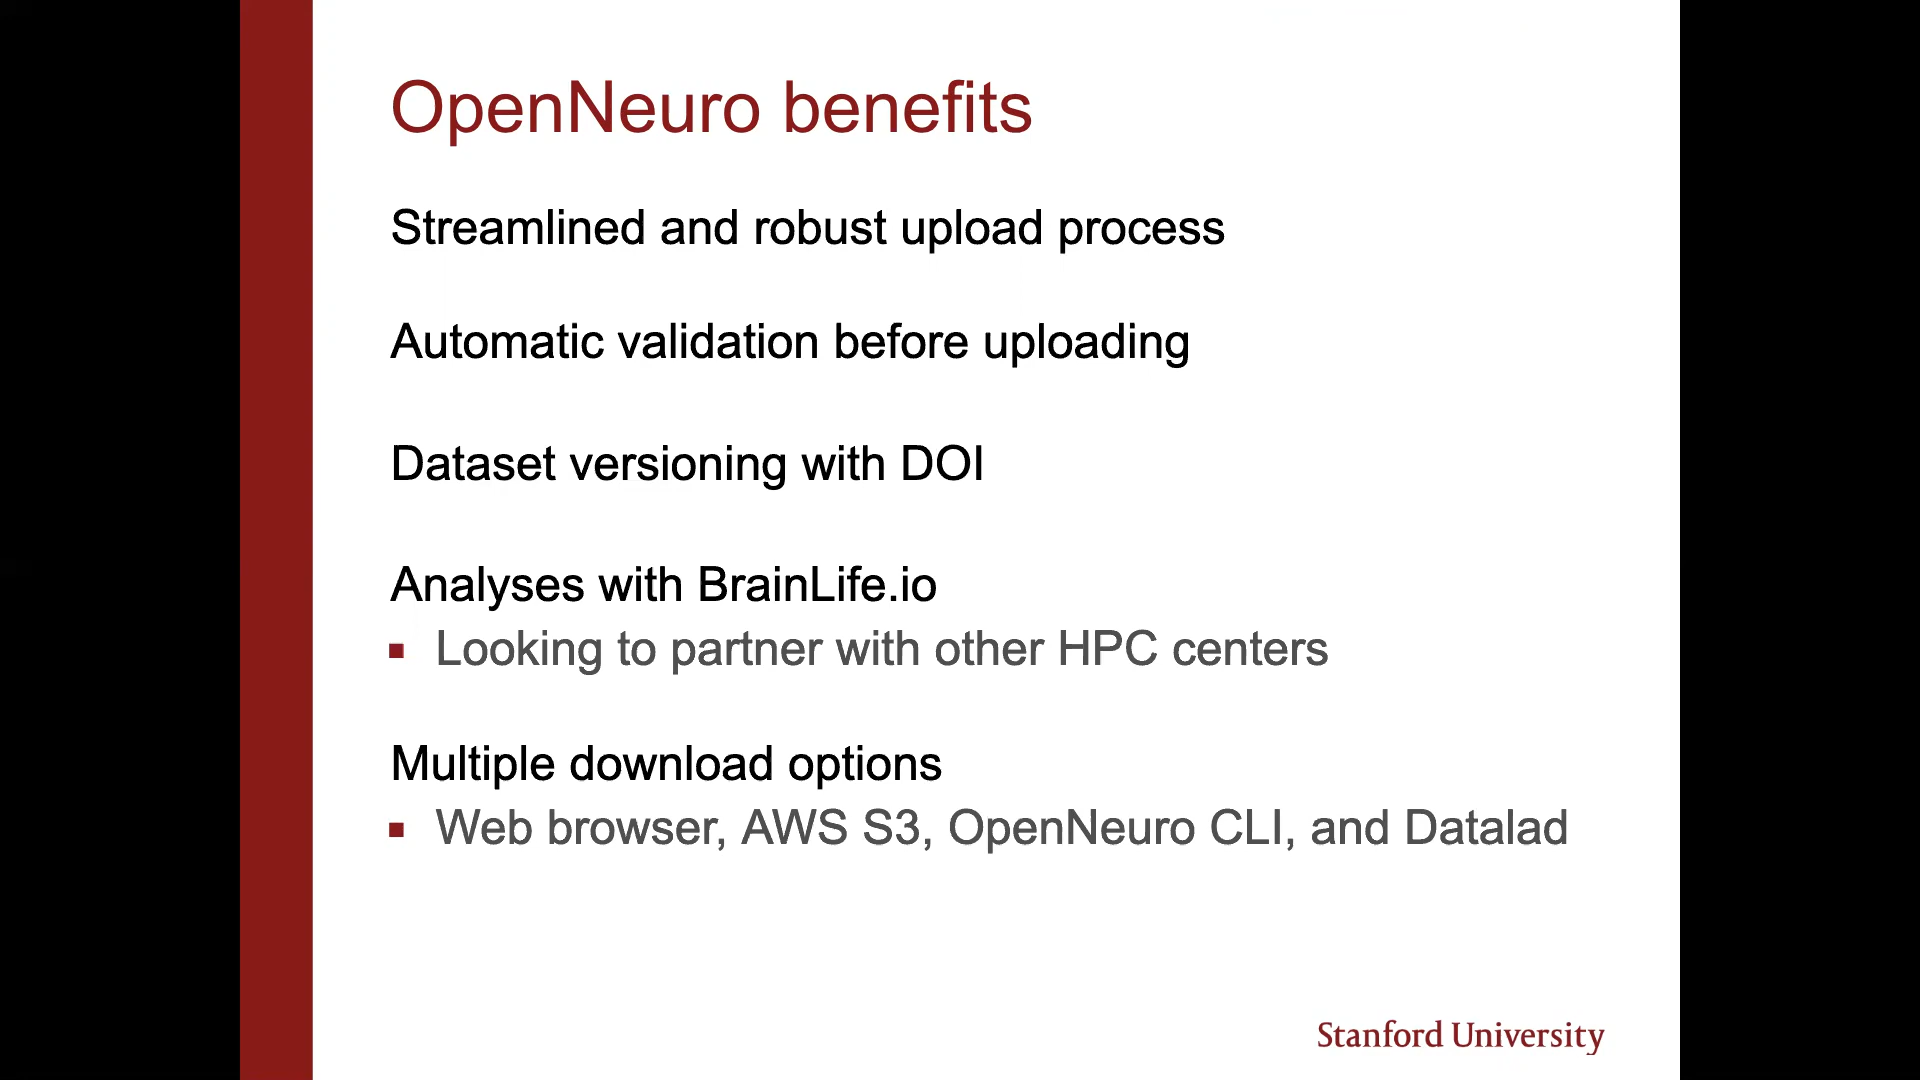 OpenNeuro benefits
Streamlined and robust upload process
Automatic validation before uploading
Dataset versioning with DOI
Analyses with BrainLife.io
▪ Looking to partner with other HPC centers
Multiple download options
▪ Web browser, AWS S3, OpenNeuro CLI, and Datalad
Stanford University